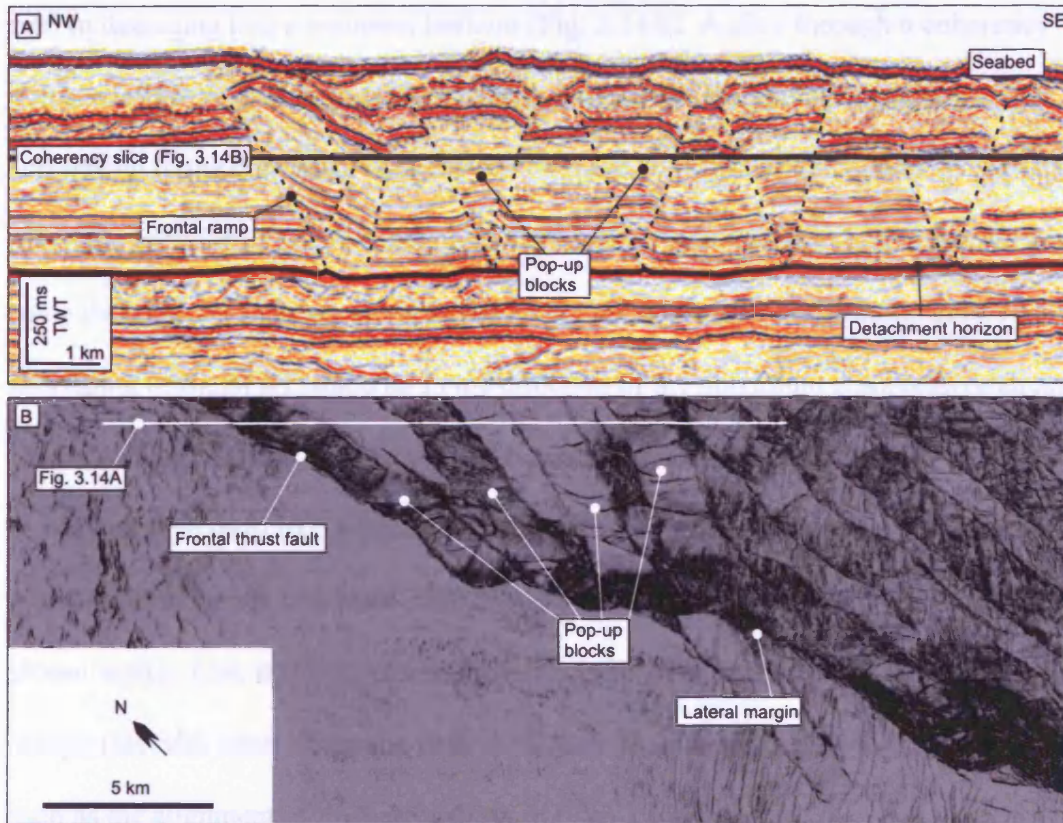 A
NW
SE
Seabed
Coherency slice (Fig. 3.14B)
Frontal ramp
Pop-up
blocks
250 ms
TWT
1 km
Detachment horizon
B
Fig. 3.14A
Frontal thrust fault
Pop-up
blocks
Lateral margin
N
5 km